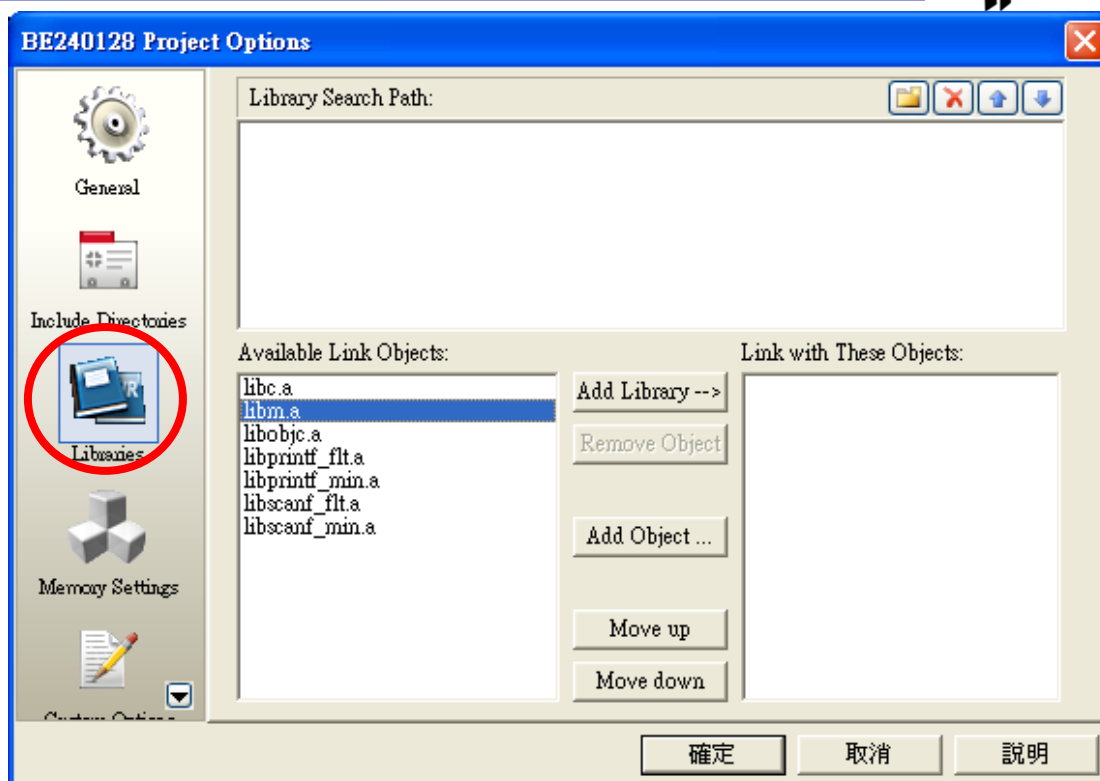 BE240128 Project Options
General
Include Directories
Libraries
Memory Settings
Custom Options
Library Search Path:
Available Link Objects:
libc.a
libm.a
libobjc.a
libprintf_flt.a
libprintf_min.a
libscanf_flt.a
libscanf_min.a
Add Library -->
Remove Object
Add Object ...
Move up
Move down
Link with These Objects:
確定
取消
說明